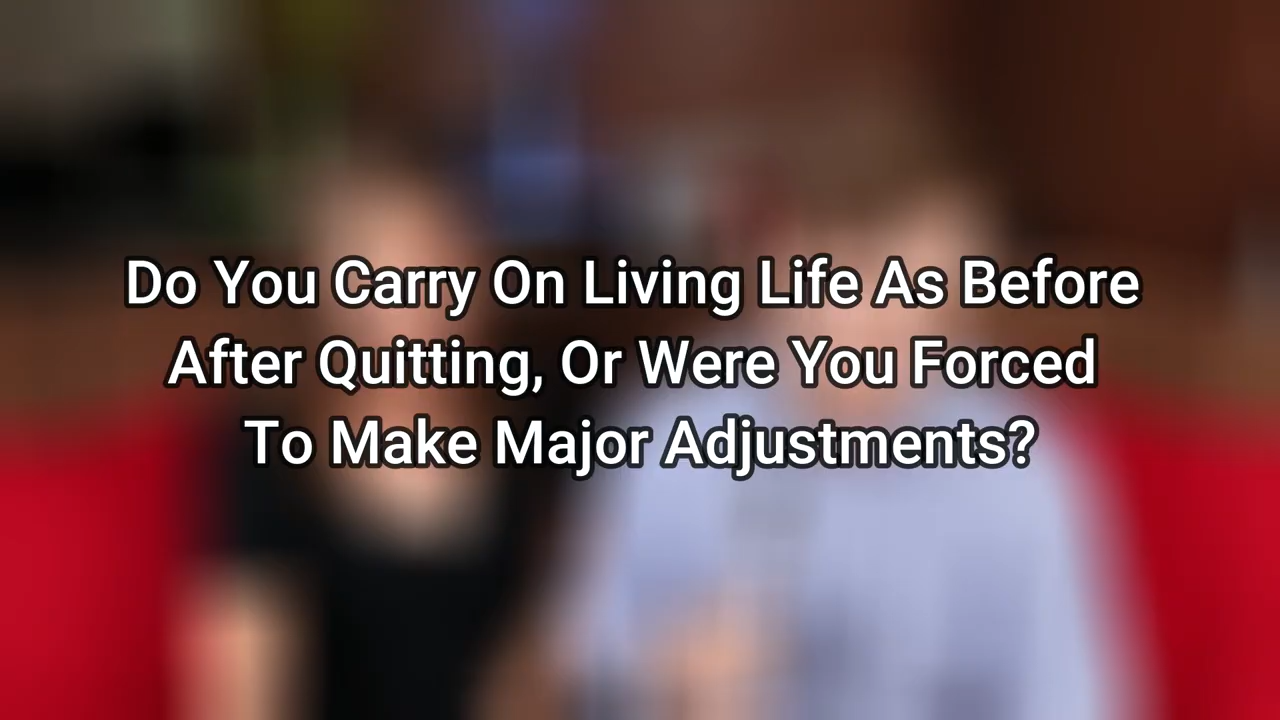 Do You Carry On Living Life As Before
After Quitting, Or Were You Forced
To Make Major Adjustments?